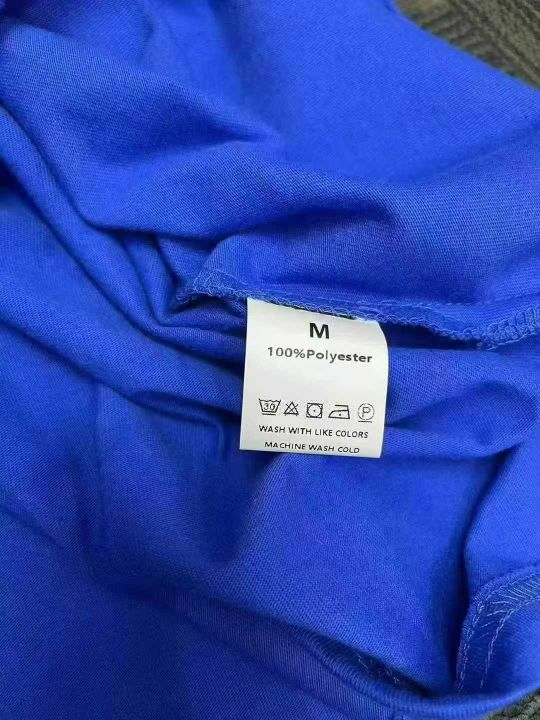 M
100%Polyester
30 P
WASH WITH LIKE COLORS
MACHINE WASH COLD